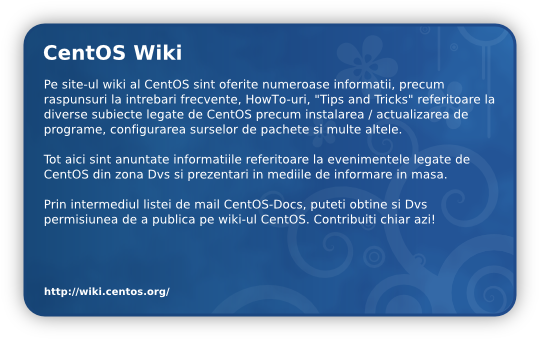 CentOS Wiki
Pe site-ul wiki al CentOS sint oferite numeroase informatii, precum
raspunsuri la intrebari frecvente, HowTo-uri, "Tips and Tricks" referitoare la
diverse subiecte legate de CentOS precum instalarea / actualizarea de
programe, configurarea surselor de pachete si multe altele.
Tot aici sint anuntate informatiile referitoare la evenimentele legate de
CentOS din zona Dvs si prezentari in mediile de informare in masa.
Prin intermediul listei de mail CentOS-Docs, puteti obtine si Dvs
permisiunea de a publica pe wiki-ul CentOS. Contribuiti chiar azi!
http://wiki.centos.org/